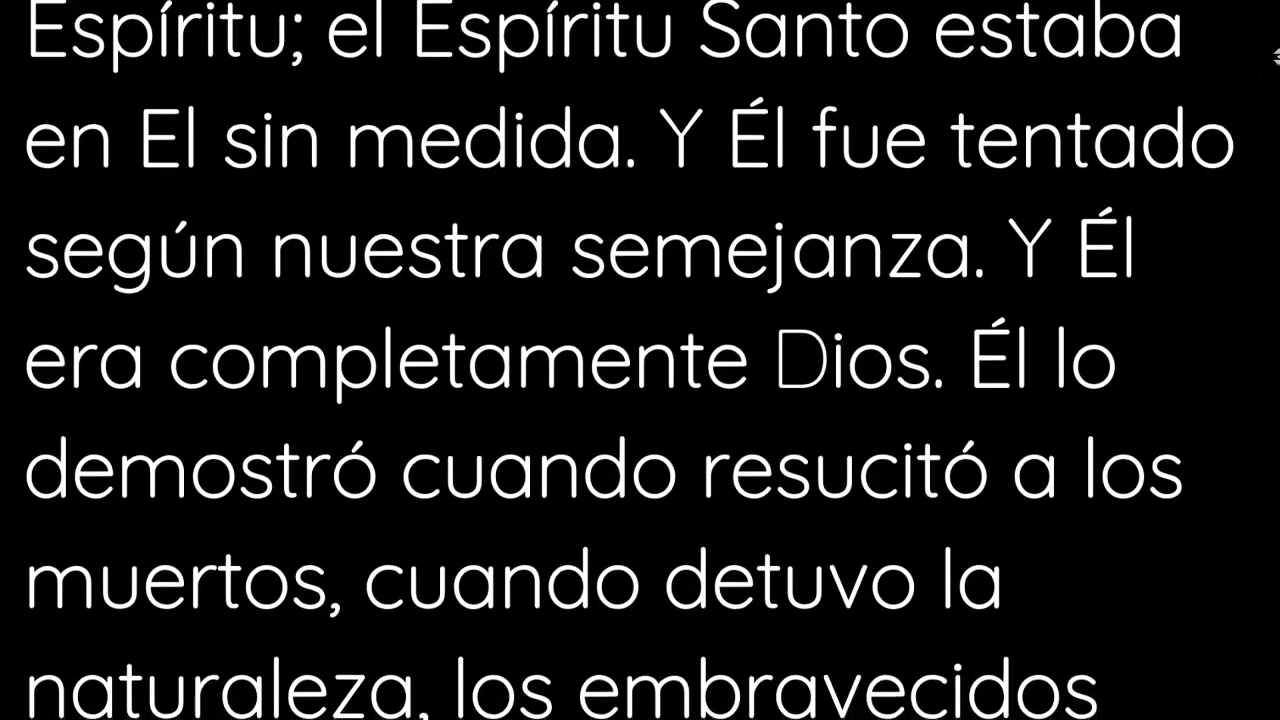 Espíritu; el Espíritu Santo estaba
en El sin medida. Y Él fue tentado
según nuestra semejanza. Y Él
era completamente Dios. Él lo
demostró cuando resucitó a los
muertos, cuando detuvo la
naturaleza, los embravecidos